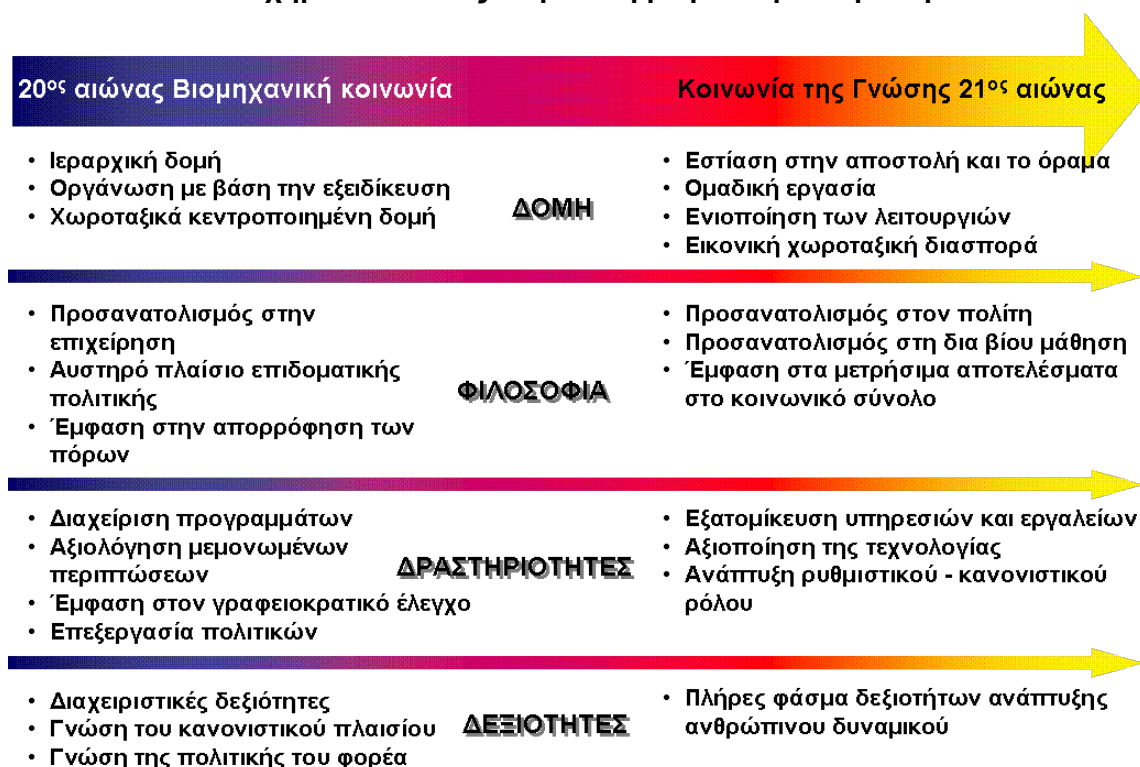 20ος αιώνας Βιομηχανική κοινωνία
Κοινωνία της Γνώσης 21ος αιώνας
• Ιεραρχική δομή
• Οργάνωση με βάση την εξειδίκευση
• Χωροταξικά κεντροποιημένη δομή
ΔΟΜΗ
• Εστίαση στην αποστολή και το όραμα
• Ομαδική εργασία
• Ενιοποίηση των λειτουργιών
• Εικονική χωροταξική διασπορά
• Προσανατολισμός στην
επιχείρηση
• Αυστηρό πλαίσιο επιδοματικής
πολιτικής
• Έμφαση στην απορρόφηση των
πόρων
ΦΙΛΟΣΟΦΙΑ
• Προσανατολισμός στον πολίτη
• Προσανατολισμός στη δια βίου μάθηση
• Έμφαση στα μετρήσιμα αποτελέσματα
στο κοινωνικό σύνολο
• Διαχείριση προγραμμάτων
• Αξιολόγηση μεμονωμένων
περιπτώσεων
• Έμφαση στον γραφειοκρατικό έλεγχο
• Επεξεργασία πολιτικών
ΔΡΑΣΤΗΡΙΟΤΗΤΕΣ
• Εξατομίκευση υπηρεσιών και εργαλείων
• Αξιοποίηση της τεχνολογίας
• Ανάπτυξη ρυθμιστικού - κανονιστικού
ρόλου
• Διαχειριστικές δεξιότητες
• Γνώση του κανονιστικού πλαισίου
• Γνώση της πολιτικής του φορέα
ΔΕΞΙΟΤΗΤΕΣ
• Πλήρες φάσμα δεξιοτήτων ανάπτυξης
ανθρώπινου δυναμικού